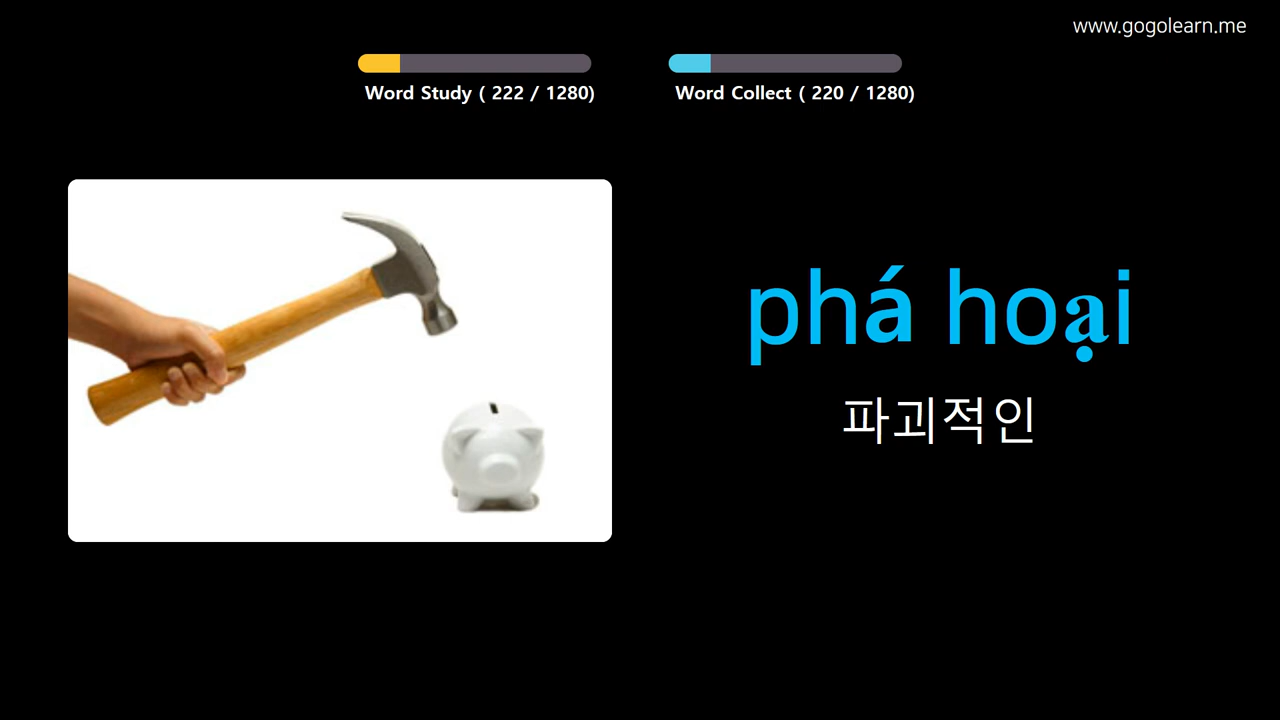 www.gogolearn.me
Word Study ( 222 / 1280)
Word Collect ( 220 / 1280)
phá hoại
파괴적인